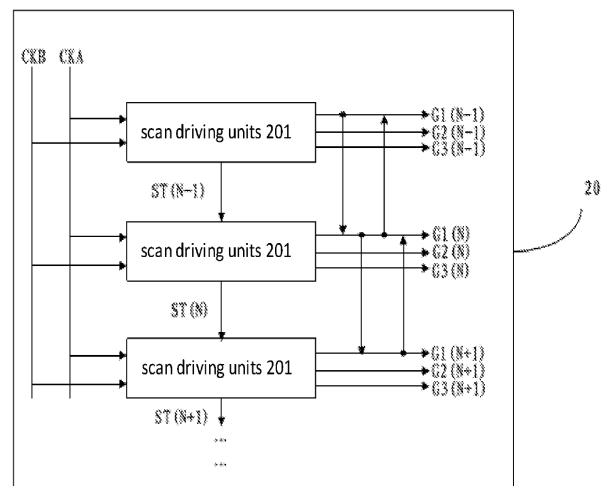 CKB CKA
scan driving units 201
G1(N-1)
G2(N-1)
G3(N-1)
ST(N-1)
20
scan driving units 201
G1(N)
G2(N)
G3(N)
ST(N)
scan driving units 201
G1(N+1)
G2(N+1)
G3(N+1)
ST(N+1)
...
...